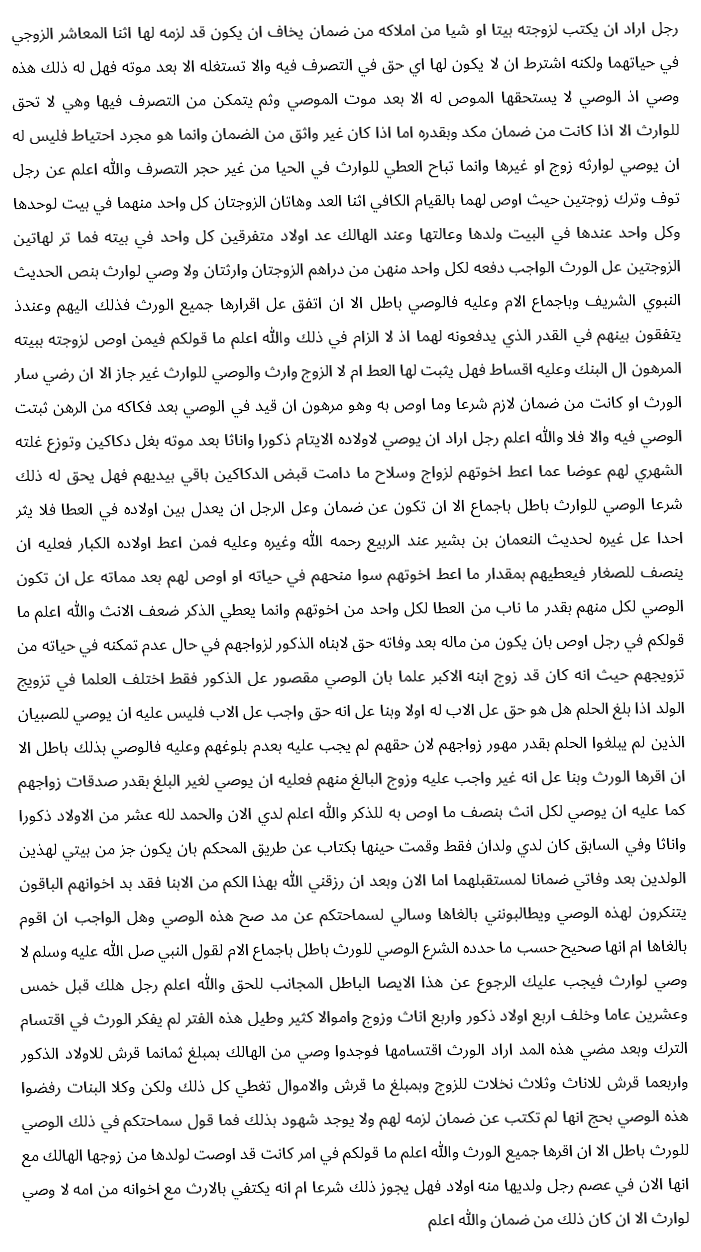 رجل اراد ان يكتب لزوجته بيتا او شيا من املاكه من ضمان يخاف ان يكون قد لزمه لها اثنا المعاشر الزوجي
في حياتهما ولكنه اشترط ان لا يكون لها اي حق في التصرف فيه والا تستغله الا بعد موته فهل له ذلك هذه
وصي اذ الوصي لا يستحقها الموص له الا بعد موت الموصي وثم يتمكن من التصرف فيها وهي لا تحق
للوارث الا اذا كانت من ضمان مكد وبقدره اما اذا كان غير واثق من الضمان وانما هو مجرد احتياط فليس له
ان يوصي لوارثه زوج او غيرها وانما تباح العطي للوارث في الحيا من غير حجر التصرف والله اعلم عن رجل
توف وترك زوجتين حيث اوص لهما بالقيام الكافي اثنا العد وهاتان الزوجتان كل واحد منهما في بيت لوحدها
وكل واحد عندها في البيت ولدها وعالتها وعند الهالك عد اولاد متفرقين كل واحد في بيته فما تر لهاتين
الزوجتين عل الورث الواجب دفعه لكل واحد منهن من دراهم الزوجتان وارثتان ولا وصي لوارث بنص الحديث
النبوي الشريف وباجماع الام وعليه فالوصي باطل الا ان اتفق عل اقرارها جميع الورث فذلك اليهم وعندذ
يتفقون بينهم في القدر الذي يدفعونه لهما اذ لا الزام في ذلك والله اعلم ما قولكم فيمن اوص لزوجته ببيته
المرهون ال البنك وعليه اقساط فهل يثبت لها العط ام لا الزوج وارث والوصي للوارث غير جاز الا ان رضي سار
الورث او كانت من ضمان لازم شرعا وما اوص به وهو مرهون ان قيد في الوصي بعد فكاكه من الرهن ثبتت
الوصي فيه والا فلا والله اعلم رجل اراد ان يوصي لاولاده الايتام ذكورا واناثا بعد موته بغل دكاكين وتوزع غلته
الشهري لهم عوضا عما اعط اخوتهم لزواج وسلاح ما دامت قبض الدكاكين باقي بيديهم فهل يحق له ذلك
شرعا الوصي للوارث باطل باجماع الا ان تكون عن ضمان وعل الرجل ان يعدل بين اولاده في العطا فلا يثر
احدا عل غيره لحديث النعمان بن بشير عند الربيع رحمه الله وغيره وعليه فمن اعط اولاده الكبار فعليه ان
ينصف للصغار فيعطيهم بمقدار ما اعط اخوتهم سوا منحهم في حياته او اوص لهم بعد مماته عل ان تكون
الوصي لكل منهم بقدر ما ناب من العطا لكل واحد من اخوتهم وانما يعطي الذكر ضعف الانث والله اعلم ما
قولكم في رجل اوص بان يكون من ماله بعد وفاته حق لابناه الذكور لزواجهم في حال عدم تمكنه في حياته من
تزويجهم حيث انه كان قد زوج ابنه الاكبر علما بان الوصي مقصور عل الذكور فقط اختلف العلما في تزويج
الولد اذا بلغ الحلم هل هو حق عل الاب له اولا وبنا عل انه حق واجب عل الاب فليس عليه ان يوصي للصبيان
الذين لم يبلغوا الحلم بقدر مهور زواجهم لان حقهم لم يجب عليه بعدم بلوغهم وعليه فالوصي بذلك باطل الا
ان اقرها الورث وبنا عل انه غير واجب عليه وزوج البالغ منهم فعليه ان يوصي لغير البلغ بقدر صدقات زواجهم
كما عليه ان يوصي لكل انث بنصف ما اوص به للذكر والله اعلم لدي الان والحمد لله عشر من الاولاد ذكورا
واناثا وفي السابق كان لدي ولدان فقط وقمت حينها بكتاب عن طريق المحكم بان يكون جز من بيتي لهذين
الولدين بعد وفاتي ضمانا لمستقبلهما اما الان وبعد ان رزقني الله بهذا الكم من الابنا فقد بد اخوانهم الباقون
يتنكرون لهذه الوصي ويطالبونني بالغاها وسالي لسماحتكم عن مد صح هذه الوصي وهل الواجب ان اقوم
بالغاها ام انها صحيح حسب ما حدده الشرع الوصي للورث باطل باجماع الام لقول النبي صل الله عليه وسلم لا
وصي لوارث فيجب عليك الرجوع عن هذا الايصا الباطل المجانب للحق والله اعلم رجل هلك قبل خمس
وعشرين عاما وخلف اربع اولاد ذكور واربع اناث وزوج واموالا كثير وطيل هذه الفتر لم يفكر الورث في اقتسام
الترك وبعد مضي هذه المد اراد الورث اقتسامها فوجدوا وصي من الهالك بمبلغ ثمانما قرش للاولاد الذكور
واربعما قرش للاناث وثلاث نخلات للزوج وبمبلغ ما قرش والاموال تغطي كل ذلك ولكن وكلا البنات رفضوا
هذه الوصي بحج انها لم تكتب عن ضمان لزمه لهم ولا يوجد شهود بذلك فما قول سماحتكم في ذلك الوصي
للورث باطل الا ان اقرها جميع الورث والله اعلم ما قولكم في امر كانت قد اوصت لولدها من زوجها الهالك مع
انها الان في عصم رجل ولديها منه اولاد فهل يجوز ذلك شرعا ام انه يكتفي بالارث مع اخوانه من امه لا وصي
لوارث الا ان كان ذلك من ضمان والله اعلم